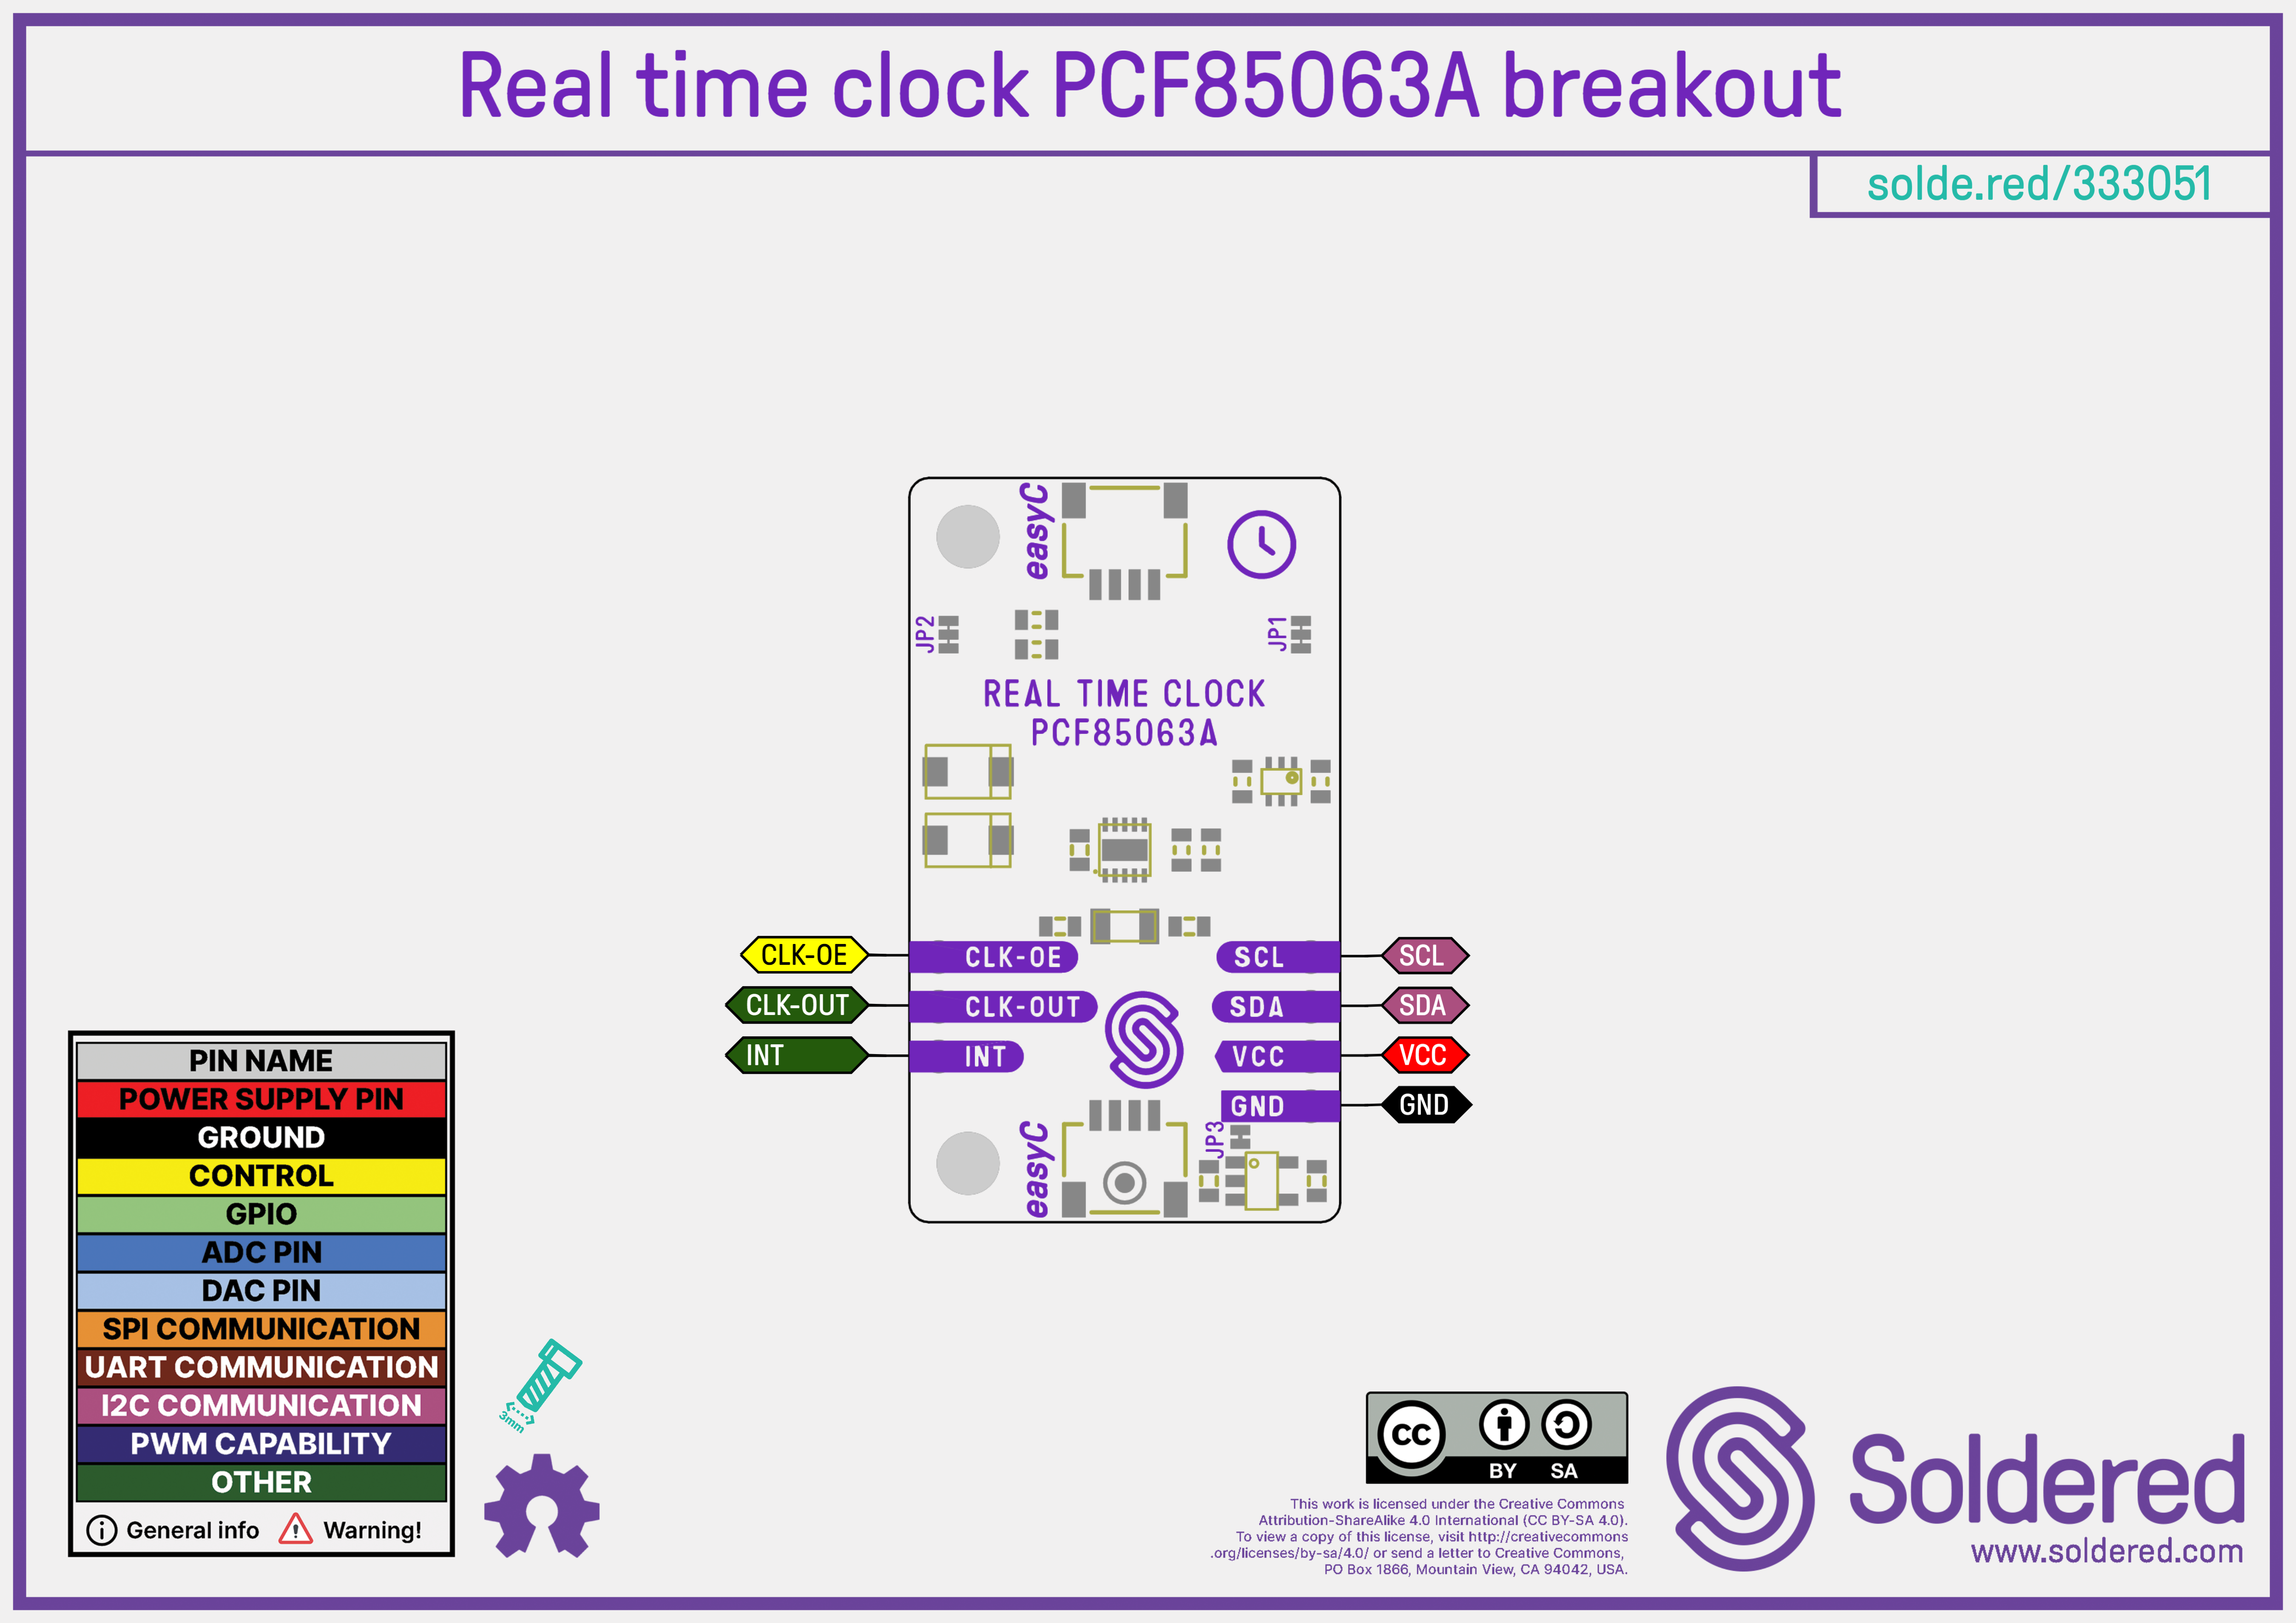 Real time clock PCF85063A breakout
solde.red/333051
easyC
JP2
JP1
REAL TIME CLOCK
PCF85063A
CLK-OE
CLK-OE
SCL
SCL
CLK-OUT
CLK-OUT
SDA
SDA
INT
INT
VCC
VCC
GND
GND
JP3
easyC
PIN NAME
POWER SUPPLY PIN
GROUND
CONTROL
GPIO
ADC PIN
DAC PIN
SPI COMMUNICATION
UART COMMUNICATION
I2C COMMUNICATION
PWM CAPABILITY
OTHER
General info
Warning!
3mm
cc
BY SA
This work is licensed under the Creative Commons
Attribution-ShareAlike 4.0 International (CC BY-SA 4.0).
To view a copy of this license, visit http://creativecommons
.org/licenses/by-sa/4.0/ or send a letter to Creative Commons,
PO Box 1866, Mountain View, CA 94042, USA.
Soldered
www.soldered.com